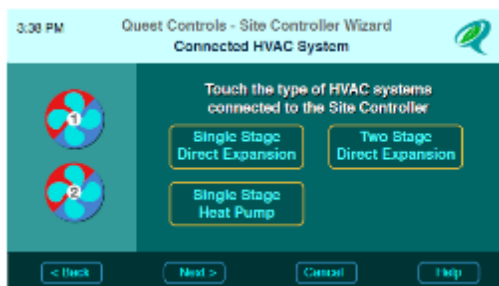 3:38 PM
Quest Controls - Site Controller Wizard
Connected HVAC System
Touch the type of HVAC systems
connected to the Site Controller
1
Single Stage
Direct Expansion
Two Stage
Direct Expansion
2
Single Stage
Heat Pump
< Back
Next >
Cancel
Help